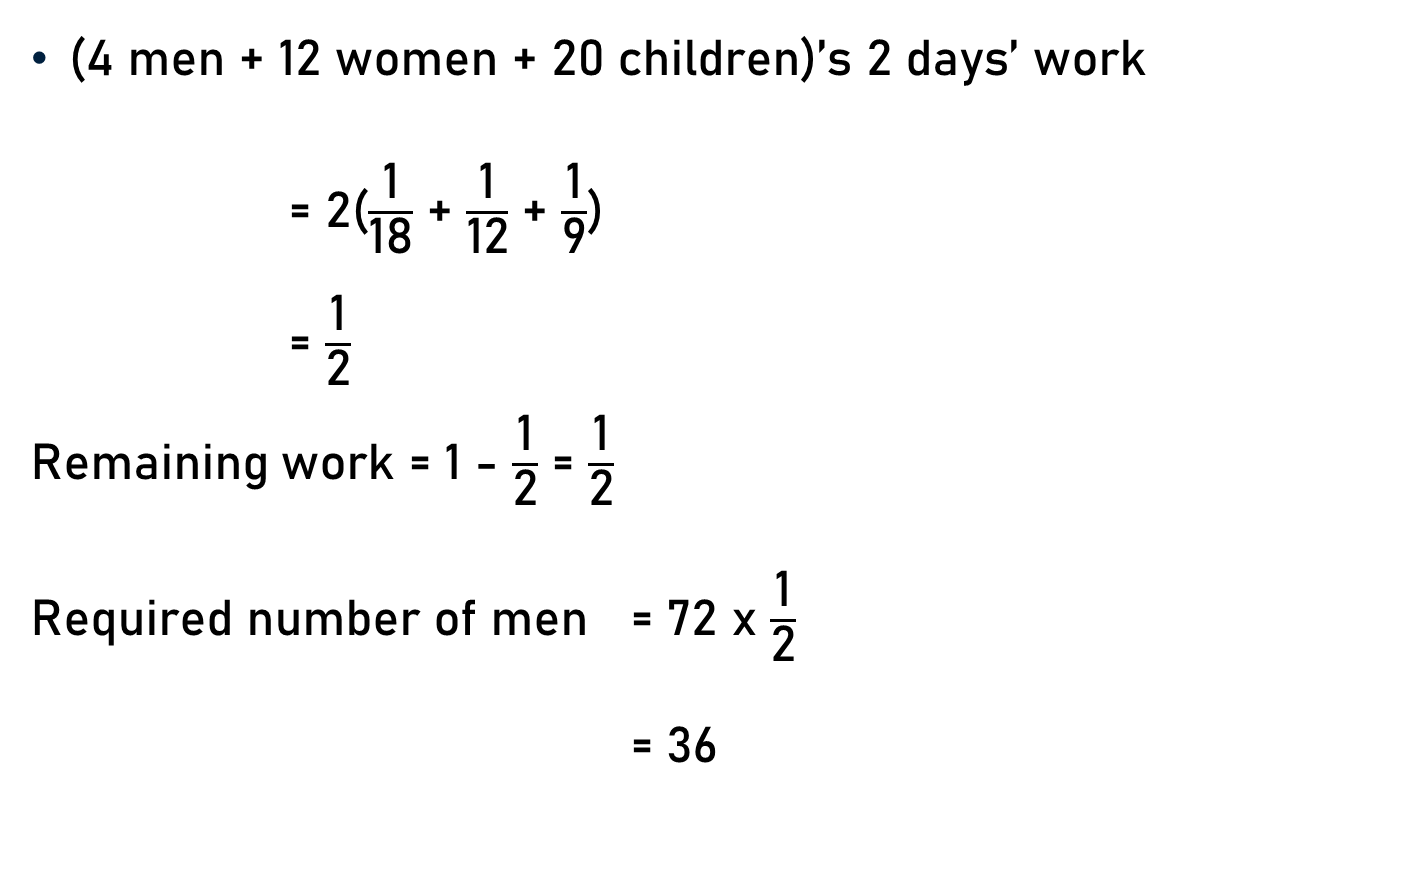 • (4 men + 12 women + 20 children)’s 2 days’ work
= 2(1/18 + 1/12 + 1/9)
= 1/2
Remaining work = 1 - 1/2 = 1/2
Required number of men = 72 x 1/2
= 36